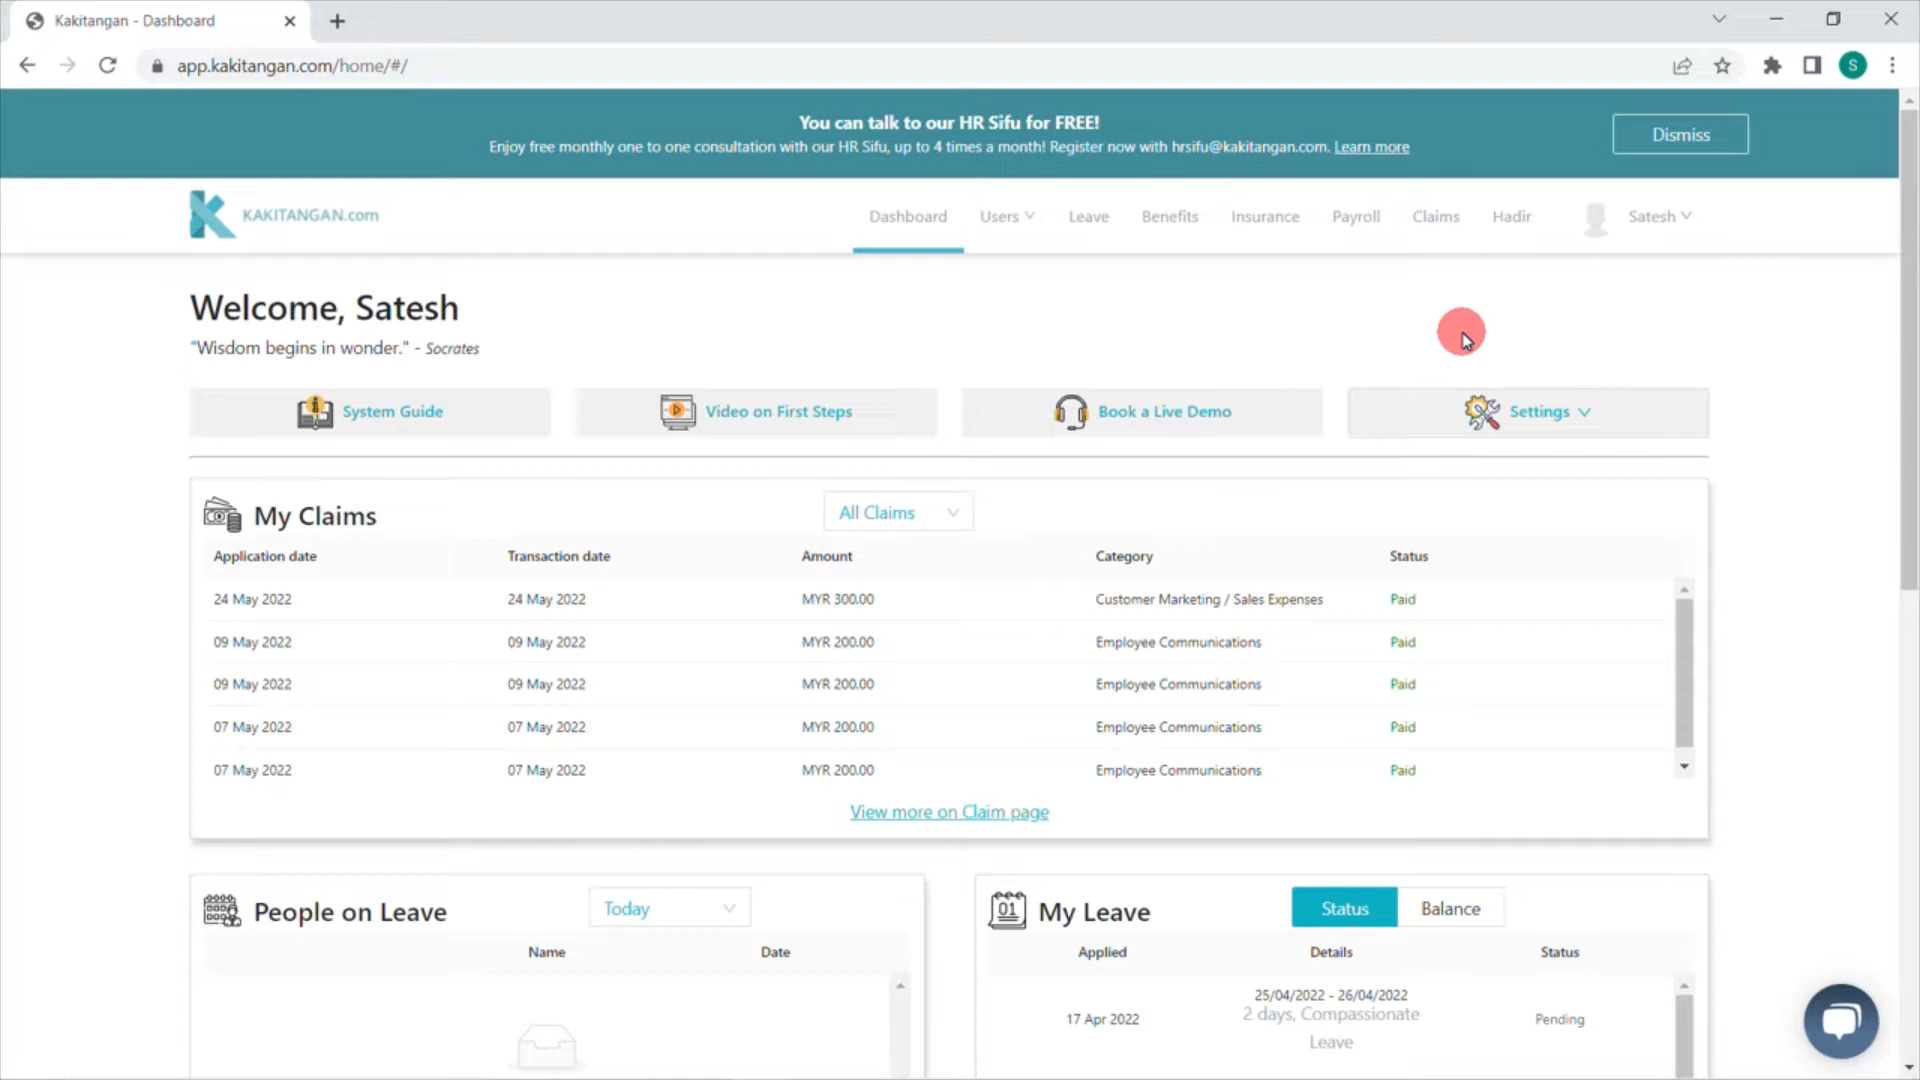 Kakitangan - Dashboard
app.kakitangan.com/home/#/
S
You can talk to our HR Sifu for FREE!
Enjoy free monthly one to one consultation with our HR Sifu, up to 4 times a month! Register now with hrsifu@kakitangan.com. Learn more
Dismiss
KAKITANGAN.com
Dashboard Users Leave Benefits Insurance Payroll Claims Hadir Satesh
Welcome, Satesh
"Wisdom begins in wonder." - Socrates
System Guide Video on First Steps Book a Live Demo Settings
My Claims All Claims
Application date Transaction date Amount Category Status
24 May 2022 24 May 2022 MYR 300.00 Customer Marketing / Sales Expenses Paid
09 May 2022 09 May 2022 MYR 200.00 Employee Communications Paid
09 May 2022 09 May 2022 MYR 200.00 Employee Communications Paid
07 May 2022 07 May 2022 MYR 200.00 Employee Communications Paid
07 May 2022 07 May 2022 MYR 200.00 Employee Communications Paid
View more on Claim page
People on Leave Today
Name Date
01 My Leave Status Balance
Applied Details Status
17 Apr 2022 25/04/2022 - 26/04/2022
2 days, Compassionate
Leave
Pending